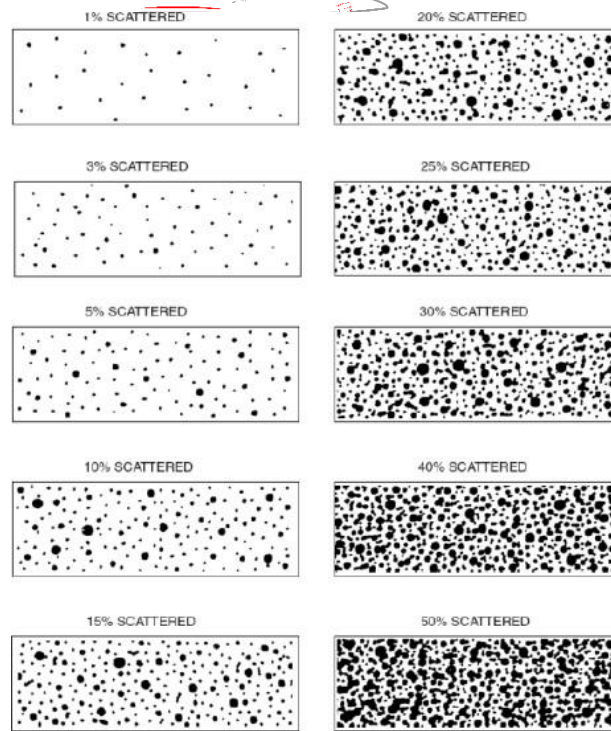 1% SCATTERED
3% SCATTERED
5% SCATTERED
10% SCATTERED
15% SCATTERED
20% SCATTERED
25% SCATTERED
30% SCATTERED
40% SCATTERED
50% SCATTERED